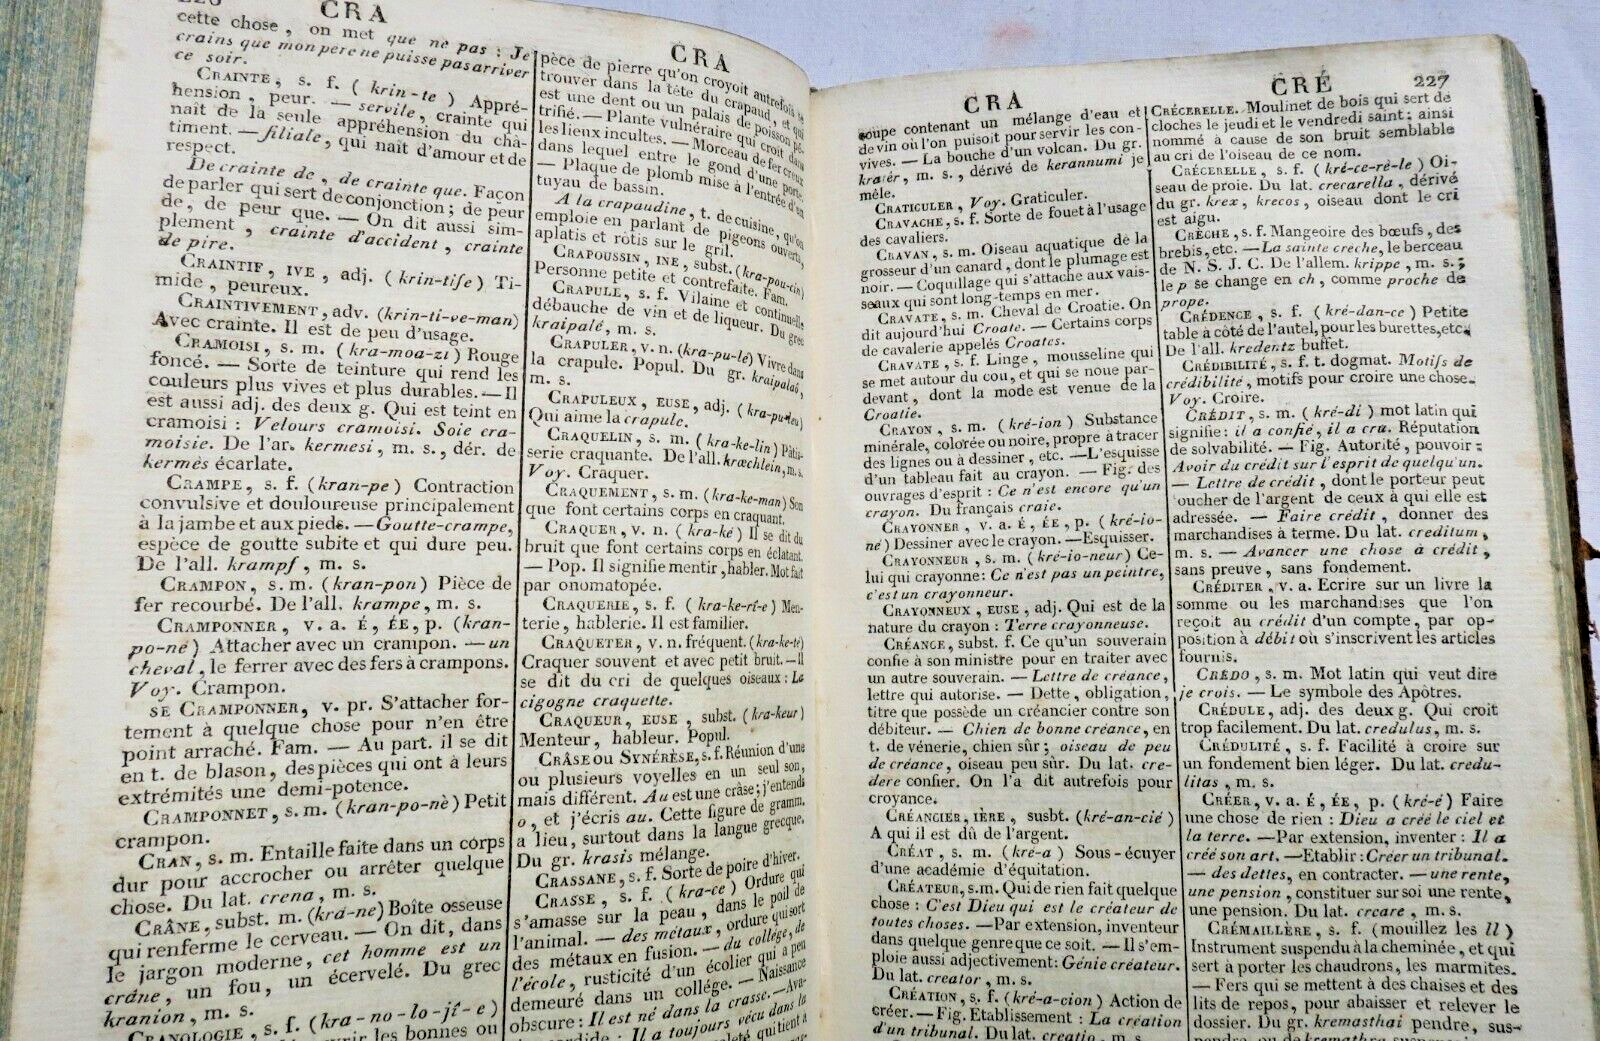 CRA
cette chose, on met que ne pas : Je
crains que mon pere ne puisse pas arriver
ce soir.
CRAINTE, s. f. (krin-te) Appré-
hension, peur. — servile, crainte qui
naît de la seule appréhension du châ-
timent. — filiale, qui naît d'amour et de
respect.
De crainte de, de crainte que. Façon
de parler qui sert de conjonction; de peur
de, de peur que. — On dit aussi sim-
plement, crainte d'accident, crainte
de pire.
CRAINTIF, IVE, adj. (krin-tife) Ti-
mide, peureux.
CRAINTIVEMENT, adv. (krin-ti-ve-man)
Avec crainte. Il est de peu d'usage.
CRAMOISI, s. m. (kra-moa-zi) Rouge
foncé. — Sorte de teinture qui rend les
couleurs plus vives et plus durables. — Il
est aussi adj. des deux g. Qui est teint en
cramoisi : Velours cramoisi. Soie cra-
moisie. De l'ar. kermesi, m. s., dér. de
kermès écarlate.
CRAMPE, s. f. (kran-pe) Contraction
convulsive et douloureuse principalement
à la jambe et aux pieds. — Goutte-crampe,
espèce de goutte subite et qui dure peu.
De l'all. krampf, m. s.
CRAMPON, s. m. (kran-pon) Pièce de
fer recourbé. De l'all. krampe, m. s.
CRAMPONNER, v. a. É, ÉE, p. (kran-
po-né) Attacher avec un crampon. — un
cheval, le ferrer avec des fers à crampons.
Voy. Crampon.
SE CRAMPONNER, v. pr. S'attacher for-
tement à quelque chose pour n'en être
point arraché. Fam. — Au part. il se dit
en t. de blason, des pièces qui ont à leurs
extrémités une demi-potence.
CRAMPONNET, s. m. (kran-po-nè) Petit
crampon.
CRAN, s. m. Entaille faite dans un corps
dur pour accrocher ou arrêter quelque
chose. Du lat. crena, m. s.
CRÂNE, subst. m. (krâ-ne) Boîte osseuse
qui renferme le cerveau. — On dit, dans
le jargon moderne, cet homme est un
crâne, un fou, un écervelé. Du grec
kranion, m. s.
CRANOLOGIE, s. f. (kra-no-lo-jî-e)
les bonnes ou
CRA
pèce de pierre qu'on croyoit autrefois se
trouver dans la tête du crapaud, et qui
est une dent ou un palais de poisson pé-
trifié. — Plante vulnéraire qui croit dans
les lieux incultes. — Morceau de fer creux
dans lequel entre le gond d'une porte.
— Plaque de plomb mise à l'entrée d'un
tuyau de bassin.
A la crapaudine, t. de cuisine, qu'on
emploie en parlant de pigeons ouverts,
aplatis et rôtis sur le gril.
CRAPOUSSIN, INE, subst. (kra-pou-cin)
Personne petite et contrefaite. Fam.
CRAPULE, s. f. Vilaine et continuelle
débauche de vin et de liqueur. Du grec
kraipalé, m. s.
CRAPULER, v. n. (kra-pu-lé) Vivre dans
la crapule. Popul. Du gr. kraipalaô,
m. s.
CRAPULEUX, EUSE, adj. (kra-pu-leu)
Qui aime la crapule.
CRAQUELIN, s. m. (kra-ke-lin) Pâtis-
serie craquante. De l'all. kræchlein, m. s.
Voy. Craquer.
CRAQUEMENT, s. m. (kra-ke-man) Son
que font certains corps en craquant.
CRAQUER, v. n. (kra-ké) Il se dit du
bruit que font certains corps en éclatant.
— Pop. Il signifie mentir, habler. Mot fait
par onomatopée.
CRAQUERIE, s. f. (kra-ke-rî-e) Men-
terie, hablerie. Il est familier.
CRAQUETER, v. n. fréquent. (kra-ke-té)
Craquer souvent et avec petit bruit. — Il
se dit du cri de quelques oiseaux : La
cigogne craquette.
CRAQUEUR, EUSE, subst. (kra-keur)
Menteur, hableur. Popul.
CRÂSE OU SYNÉRÈSE, s. f. Réunion d'une
ou plusieurs voyelles en un seul son,
mais différent. Au est une crâse; j'entends
o, et j'écris au. Cette figure de gramm.
a lieu, surtout dans la langue grecque.
Du gr. krasis mélange.
CRASSANE, s. f. Sorte de poire d'hiver.
CRASSE, s. f. (kra-ce) Ordure qui
s'amasse sur la peau, dans le poil de
l'animal. — des métaux, ordure qui sort
des métaux en fusion. — du collége, de
l'école, rusticité d'un écolier qui a peu
demeuré dans un collége. — Naissance
obscure : Il est né dans la crasse. — Ava-
Il a toujours vécu dans la
qui tient à
CRA
soupe contenant un mélange d'eau et
de vin où l'on puisoit pour servir les con-
vives. — La bouche d'un volcan. Du gr.
kratér, m. s., dérivé de kerannumi je
mêle.
CRATICULER, Voy. Graticuler.
CRAVACHE, s. f. Sorte de fouet à l'usage
des cavaliers.
CRAVAN, s. m. Oiseau aquatique de la
grosseur d'un canard, dont le plumage est
noir. — Coquillage qui s'attache aux vais-
seaux qui sont long-temps en mer.
CRAVATE, s. m. Cheval de Croatie. On
dit aujourd'hui Croate. — Certains corps
de cavalerie appelés Croates.
CRAVATE, s. f. Linge, mousseline qui
se met autour du cou, et qui se noue par-
devant, dont la mode est venue de la
Croatie.
CRAYON, s. m. (kré-ion) Substance
minérale, colorée ou noire, propre à tracer
des lignes ou à dessiner, etc. — L'esquisse
d'un tableau fait au crayon. — Fig. des
ouvrages d'esprit : Ce n'est encore qu'un
crayon. Du français craie.
CRAYONNER, v. a. É, ÉE, p. (kré-io-
né) Dessiner avec le crayon. — Esquisser.
CRAYONNEUR, s. m. (kré-io-neur) Ce-
lui qui crayonne: Ce n'est pas un peintre,
c'est un crayonneur.
CRAYONNEUX, EUSE, adj. Qui est de la
nature du crayon : Terre crayonneuse.
CRÉANCE, subst. f. Ce qu'un souverain
confie à son ministre pour en traiter avec
un autre souverain. — Lettre de créance,
lettre qui autorise. — Dette, obligation,
titre que possède un créancier contre son
débiteur. — Chien de bonne créance, en
t. de vénerie, chien sûr; oiseau de peu
de créance, oiseau peu sûr. Du lat. cre-
dere confier. On l'a dit autrefois pour
croyance.
CRÉANCIER, IÈRE, susbt. (kré-an-cié)
A qui il est dû de l'argent.
CRÉAT, s. m. (kré-a) Sous-écuyer
d'une académie d'équitation.
CRÉATEUR, s.m. Qui de rien fait quelque
chose : C'est Dieu qui est le créateur de
toutes choses. — Par extension, inventeur
dans quelque genre que ce soit. — Il s'em-
ploie aussi adjectivement: Génie créateur.
Du lat. creator, m. s.
CRÉATION, s. f. (kré-a-cion) Action de
créer. — Fig. Etablissement : La création
d'un tribunal. Du lat. creatio, m. s.
CRÉ 227
CRÉCERELLE. Moulinet de bois qui sert de
cloches le jeudi et le vendredi saint; ainsi
nommé à cause de son bruit semblable
au cri de l'oiseau de ce nom.
CRÉCERELLE, s. f. (kré-ce-rè-le) Oi-
seau de proie. Du lat. crecarella, dérivé
du gr. krex, krecos, oiseau dont le cri
est aigu.
CRÈCHE, s. f. Mangeoire des bœufs, des
brebis, etc. — La sainte creche, le berceau
de N. S. J. C. De l'allem. krippe, m. s.;
le p se change en ch, comme proche de
prope.
CRÉDENCE, s. f. (kré-dan-ce) Petite
table à côté de l'autel, pour les burettes, etc.
De l'all. kredentz buffet.
CRÉDIBILITÉ, s. f. t. dogmat. Motifs de
crédibilité, motifs pour croire une chose.
Voy. Croire.
CRÉDIT, s. m. (kré-di) mot latin qui
signifie: il a confié, il a cru. Réputation
de solvabilité. — Fig. Autorité, pouvoir :
Avoir du crédit sur l'esprit de quelqu'un.
— Lettre de crédit, dont le porteur peut
toucher de l'argent de ceux à qui elle est
adressée. — Faire crédit, donner des
marchandises à terme. Du lat. creditum,
m. s. — Avancer une chose à crédit,
sans preuve, sans fondement.
CRÉDITER, v. a. Ecrire sur un livre la
somme ou les marchandises que l'on
reçoit au crédit d'un compte, par op-
position à débit où s'inscrivent les articles
fournis.
CRÉDO, s. m. Mot latin qui veut dire
je crois. — Le symbole des Apôtres.
CRÉDULE, adj. des deux g. Qui croit
trop facilement. Du lat. credulus, m. s.
CRÉDULITÉ, s. f. Facilité à croire sur
un fondement bien léger. Du lat. credu-
litas, m. s.
CRÉER, v. a. É, ÉE, p. (kré-é) Faire
une chose de rien : Dieu a créé le ciel et
la terre. — Par extension, inventer : Il a
créé son art. — Etablir : Créer un tribunal.
— des dettes, en contracter. — une rente,
une pension, constituer sur soi une rente,
une pension. Du lat. creare, m. s.
CRÉMAILLÈRE, s. f. (mouillez les ll)
Instrument suspendu à la cheminée, et qui
sert à porter les chaudrons, les marmites.
— Fers qui se mettent à des chaises et des
lits de repos, pour abaisser et relever le
dossier. Du gr. kremasthai pendre, sus-
pendre ou de kremathra